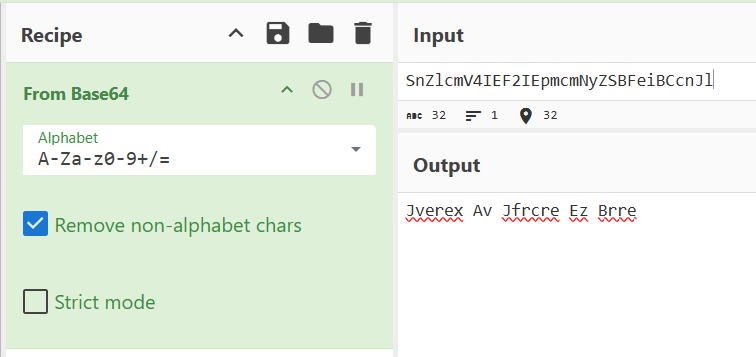 Recipe
From Base64
Alphabet
A-Za-z0-9+/=
Remove non-alphabet chars
Strict mode
Input
SnZlcmV4IEF2IEpmcmNyZSBFeiBCcnJl
ABC 32 1 32
Output
Jverex Av Jfrcre Ez Brre